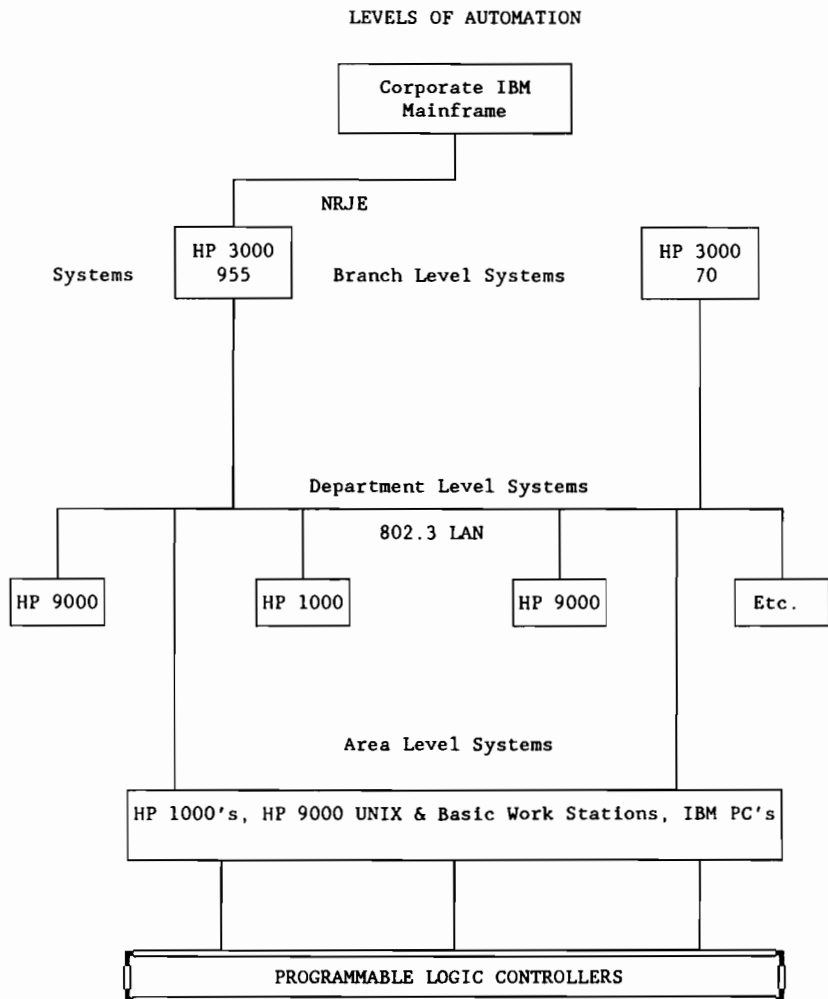 LEVELS OF AUTOMATION
Corporate IBM
Mainframe
NRJE
HP 3000
955
HP 3000
70
Systems
Branch Level Systems
Department Level Systems
802.3 LAN
HP 9000
HP 1000
HP 9000
Etc.
Area Level Systems
HP 1000's, HP 9000 UNIX & Basic Work Stations, IBM PC's
PROGRAMMABLE LOGIC CONTROLLERS